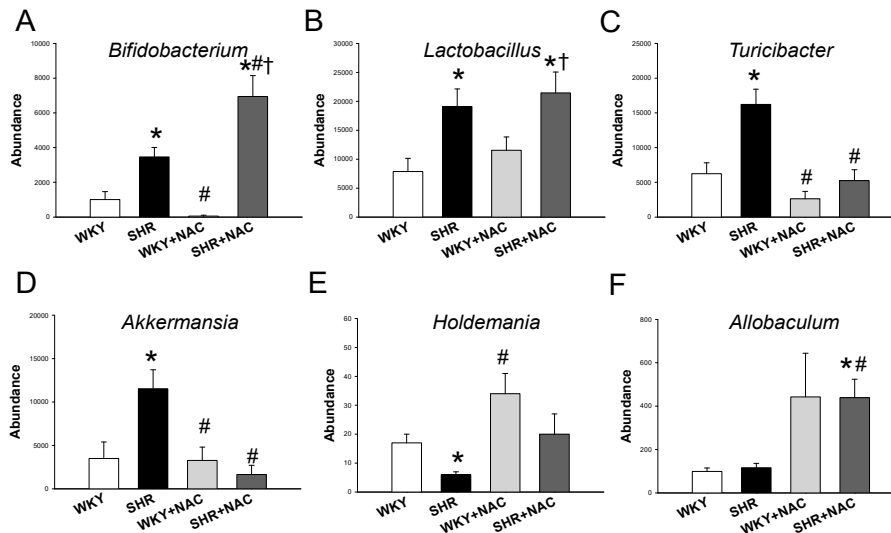 A
Bifidobacterium
Abundance
10000
8000
6000
4000
2000
0
*
#
*#†
WKY
SHR
WKY+NAC
SHR+NAC
B
Lactobacillus
Abundance
30000
25000
20000
15000
10000
5000
0
*
*†
WKY
SHR
WKY+NAC
SHR+NAC
C
Turicibacter
Abundance
25000
20000
15000
10000
5000
0
*
#
#
WKY
SHR
WKY+NAC
SHR+NAC
D
Akkermansia
Abundance
20000
15000
10000
5000
0
*
#
#
WKY
SHR
WKY+NAC
SHR+NAC
E
Holdemania
Abundance
60
50
40
30
20
10
0
*
#
WKY
SHR
WKY+NAC
SHR+NAC
F
Allobaculum
Abundance
800
600
400
200
0
*#
WKY
SHR
WKY+NAC
SHR+NAC